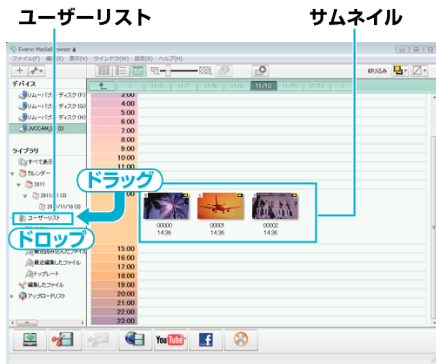 ユーザーリスト
サムネイル
Everio MediaBrowser 4
ファイル(F) 編集(E) 表示(V) ウインドウ(W) 設定(S) ヘルプ(H)
絞り込み
デバイス
リムーバブル ディスク(F)
リムーバブル ディスク(G)
リムーバブル ディスク(H)
JVCCAM_
ライブラリ
すべて表示
カレンダー
2011
ユーザーリスト
最近編集したファイル
トップレート
編集したファイル
アップロードリスト
11/10
3:00
4:00
5:00
6:00
7:00
8:00
9:00
10:00
11:00
ドラッグ
ドロップ
00000
14:36
00001
14:36
00002
14:36
15:00
16:00
17:00
18:00
19:00
20:00
21:00
22:00
23:00
You Tube
f